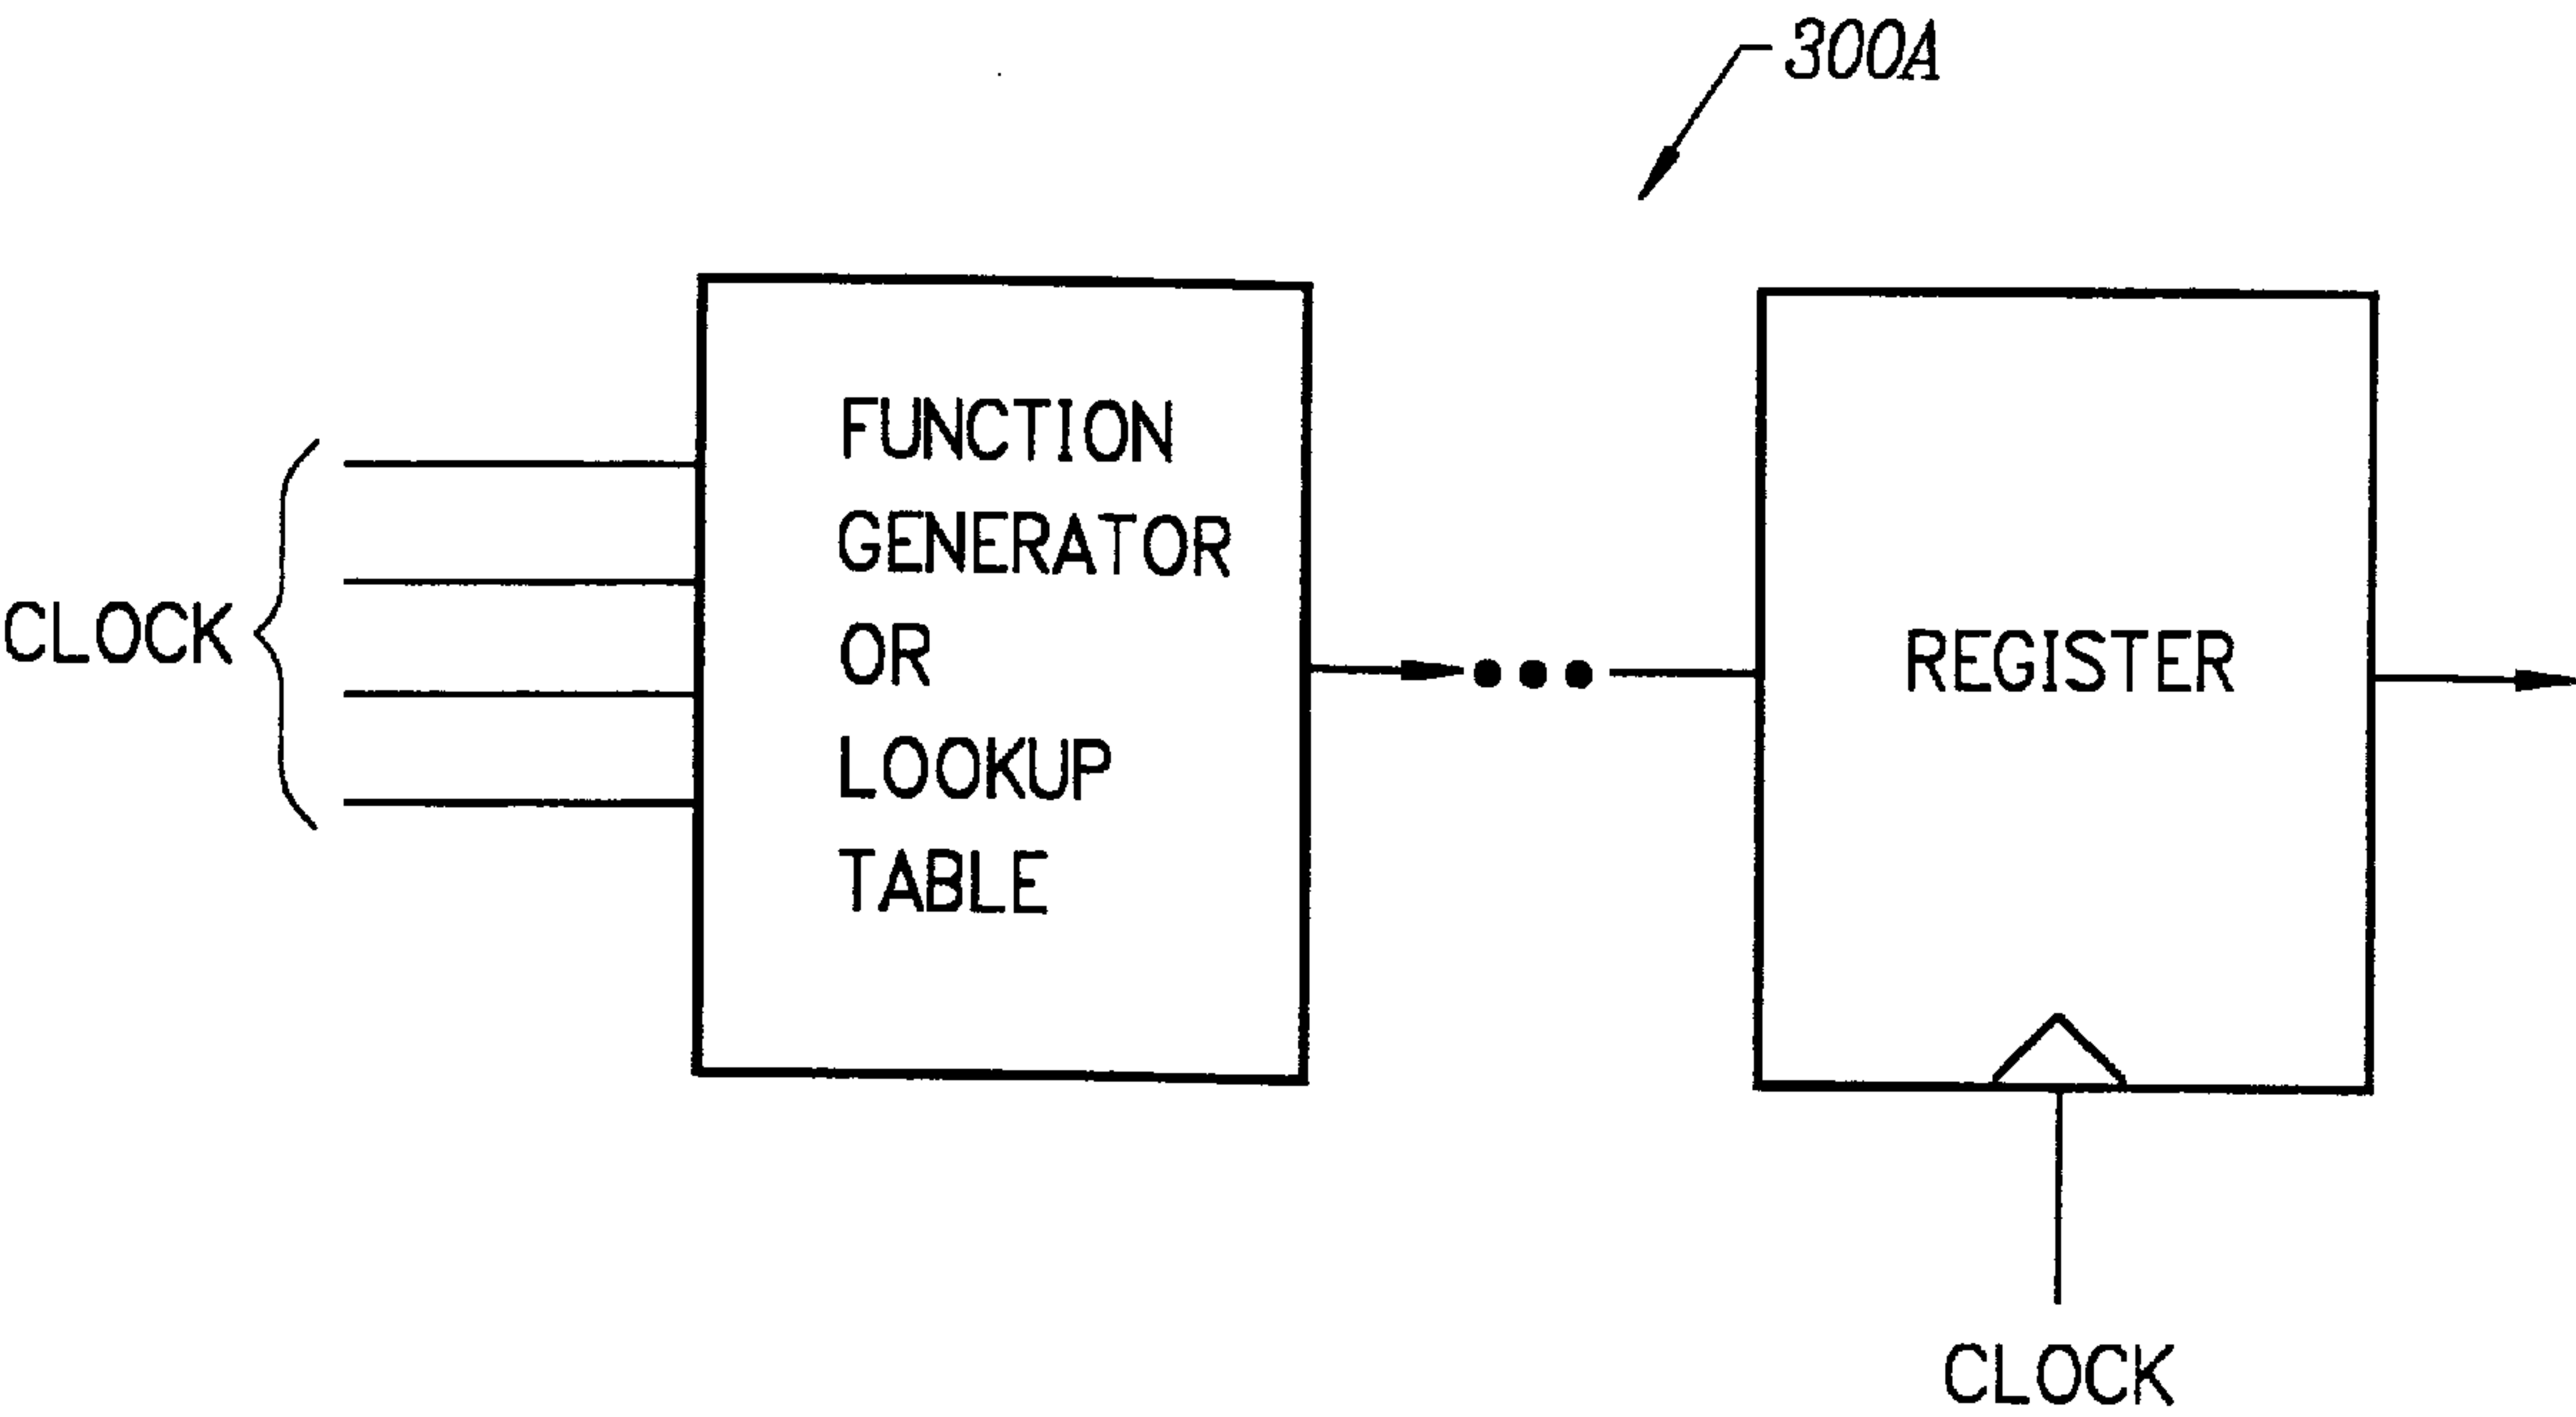 300A
CLOCK
FUNCTION
GENERATOR
OR
LOOKUP
TABLE
REGISTER
CLOCK